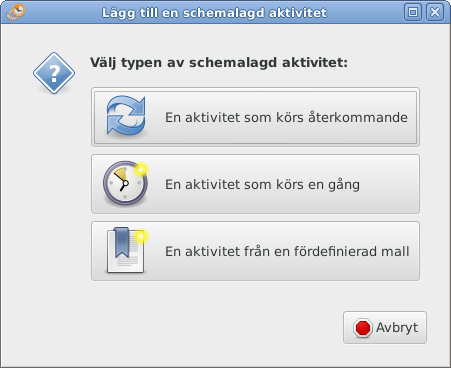 Lägg till en schemalagd aktivitet
Välj typen av schemalagd aktivitet:
En aktivitet som körs återkommande
En aktivitet som körs en gång
En aktivitet från en fördefinierad mall
Avbryt